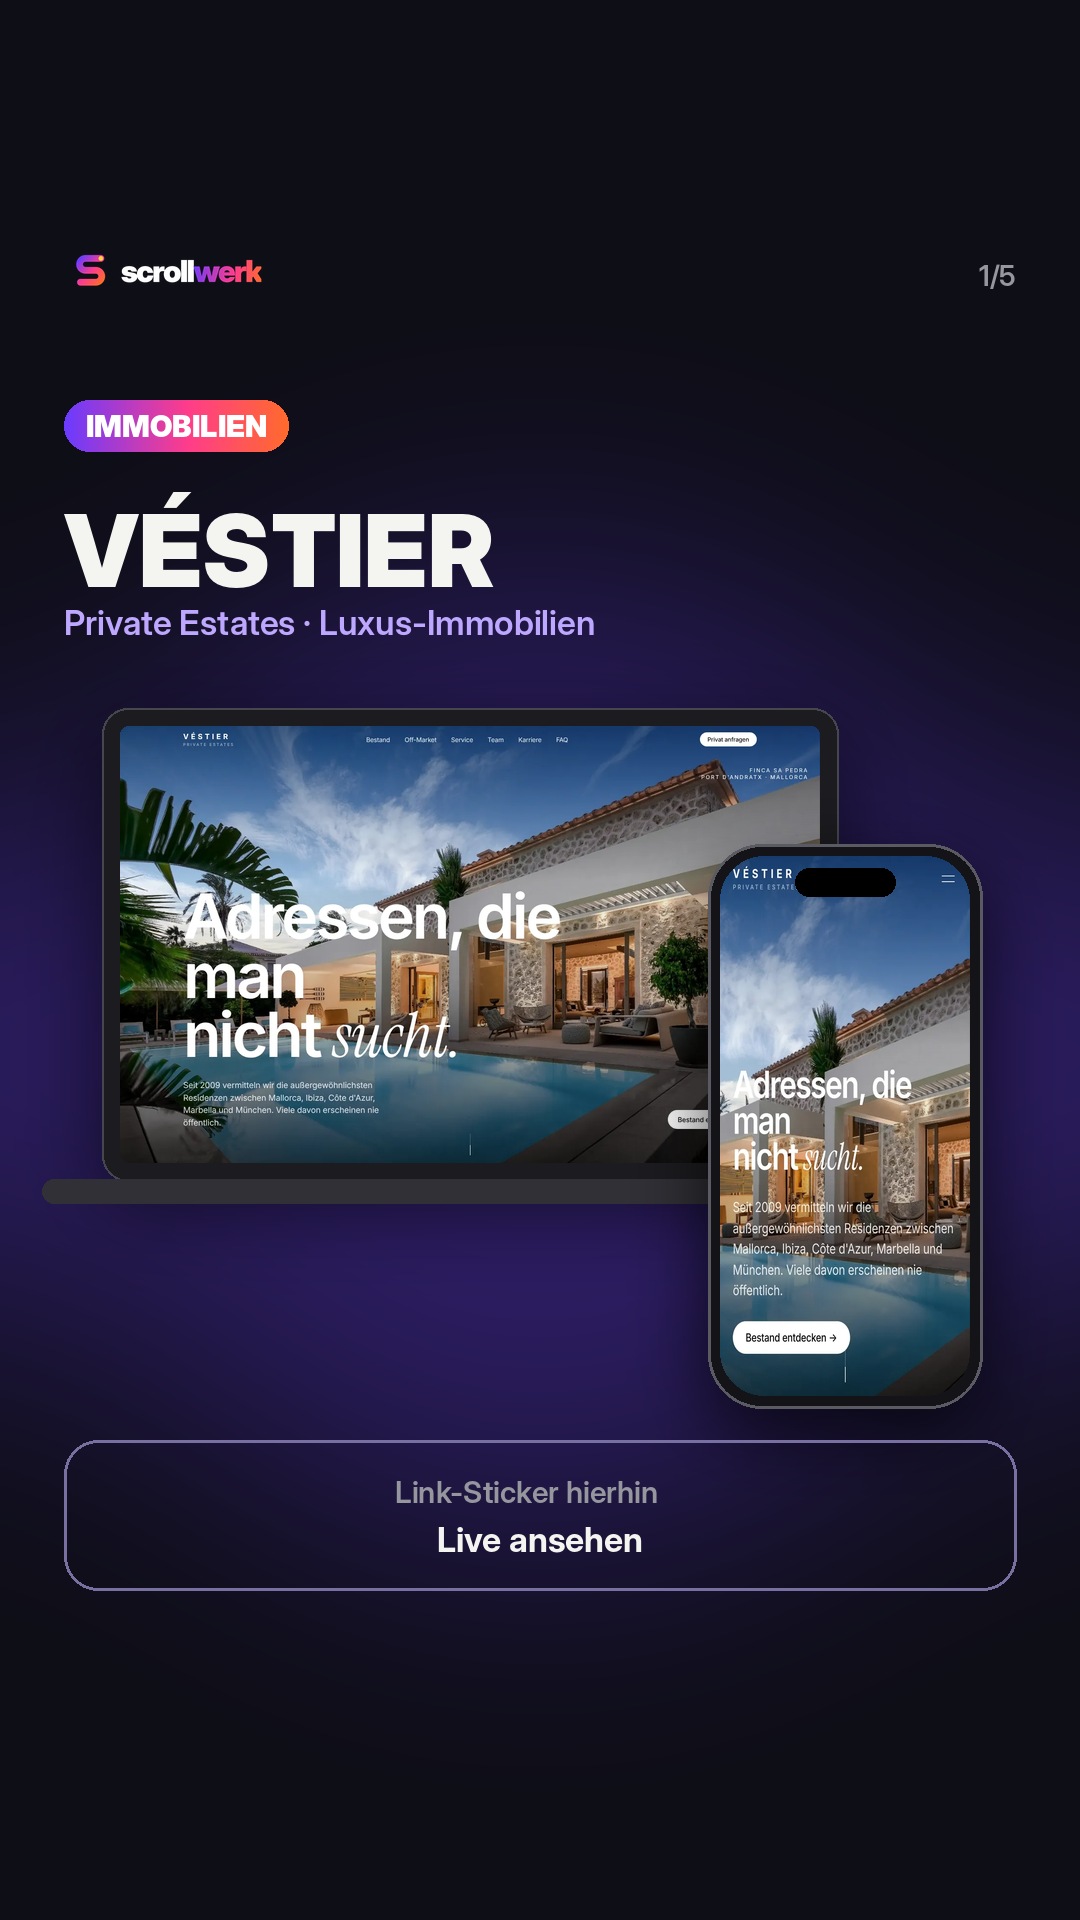 scrollwerk
1/5
IMMOBILIEN
VÉSTIER
Private Estates · Luxus-Immobilien
VÉSTIER
PRIVATE ESTATES
Bestand Off-Market Service Team Karriere FAQ
Privat anfragen
FINCA SA PEDRA
PORT D'ANDRATX · MALLORCA
Adressen, die
man
nicht sucht.
Seit 2009 vermitteln wir die außergewöhnlichsten
Residenzen zwischen Mallorca, Ibiza, Côte d'Azur,
Marbella und München. Viele davon erscheinen nie
öffentlich.
Bestand e
VÉSTIER
PRIVATE ESTATE
Adressen, die
man
nicht sucht.
Seit 2009 vermitteln wir die
außergewöhnlichsten Residenzen zwischen
Mallorca, Ibiza, Côte d'Azur, Marbella und
München. Viele davon erscheinen nie
öffentlich.
Bestand entdecken →
Link-Sticker hierhin
Live ansehen